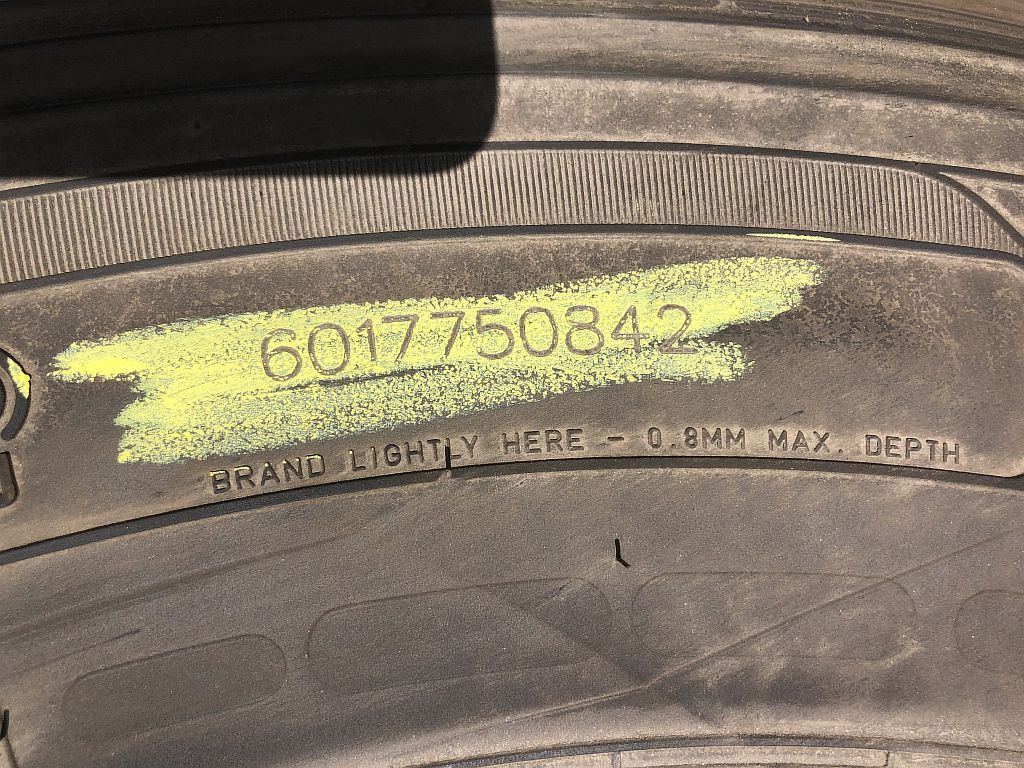 6017750842
BRAND LIGHTLY HERE - 0.8MM MAX. DEPTH